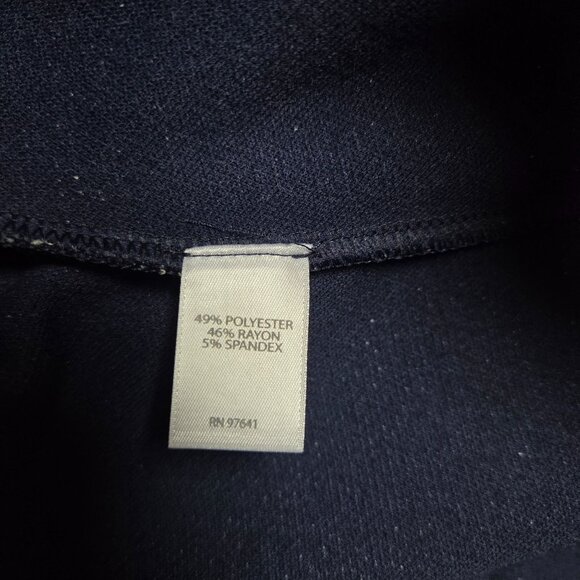 49% POLYESTER
46% RAYON
5% SPANDEX
RN 97641